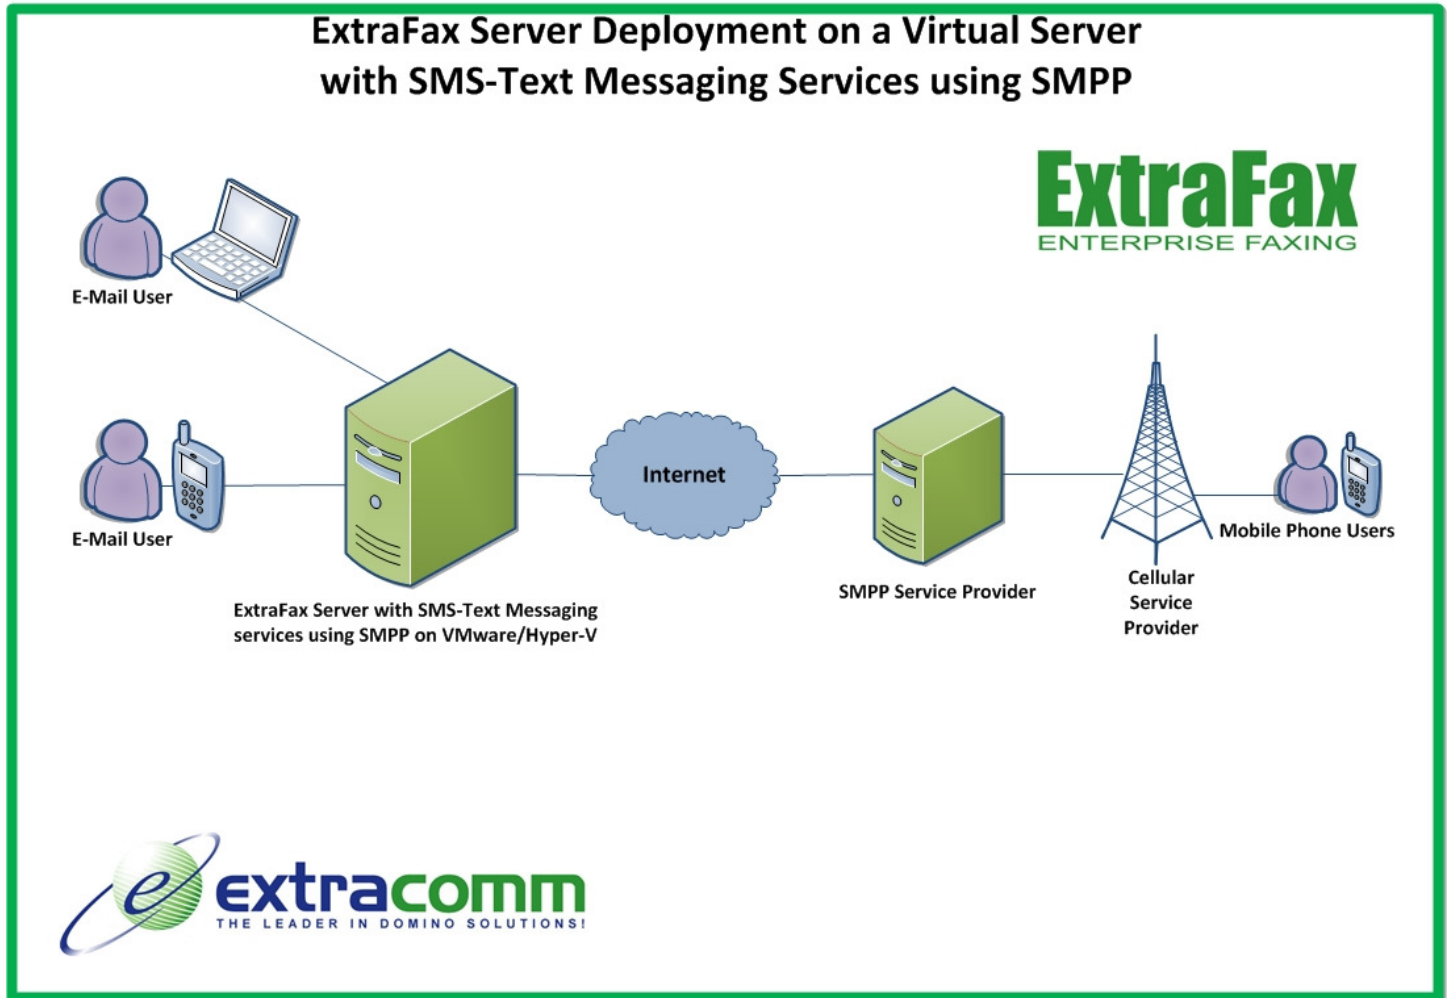 ExtraFax Server Deployment on a Virtual Server
with SMS-Text Messaging Services using SMPP
ExtraFax
ENTERPRISE FAXING
E-Mail User
E-Mail User
Internet
Mobile Phone Users
ExtraFax Server with SMS-Text Messaging
services using SMPP on VMware/Hyper-V
SMPP Service Provider
Cellular
Service
Provider
e extracomm
THE LEADER IN DOMINO SOLUTIONS!